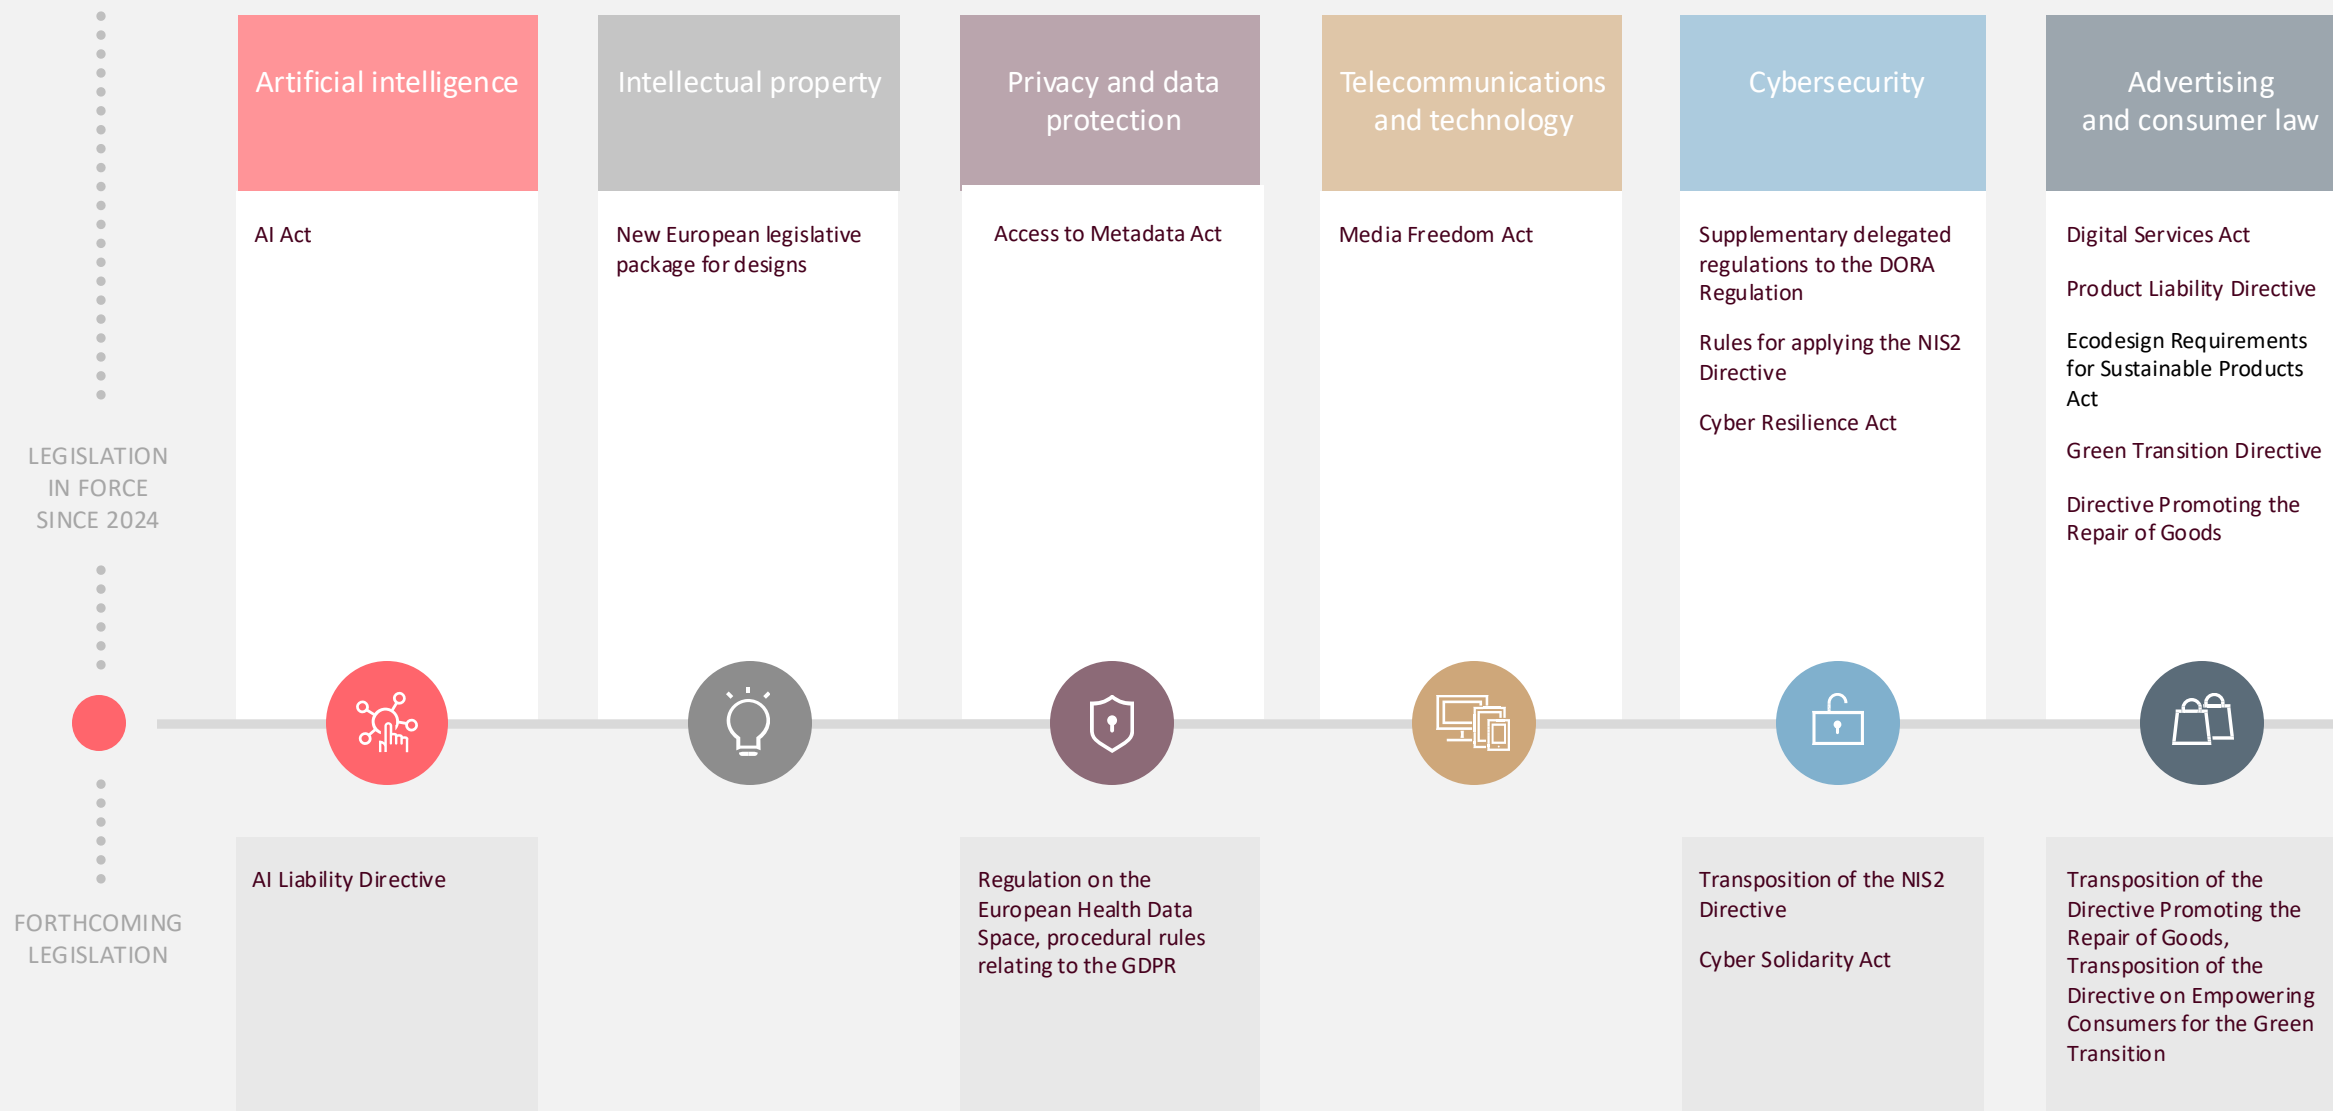 Artificial intelligence
Intellectual property
Privacy and data
protection
Telecommunications
and technology
Cybersecurity
Advertising
and consumer law
LEGISLATION
IN FORCE
SINCE 2024
AI Act
New European legislative
package for designs
Access to Metadata Act
Media Freedom Act
Supplementary delegated
regulations to the DORA
Regulation
Rules for applying the NIS2
Directive
Cyber Resilience Act
Digital Services Act
Product Liability Directive
Ecodesign Requirements
for Sustainable Products
Act
Green Transition Directive
Directive Promoting the
Repair of Goods
FORTHCOMING
LEGISLATION
AI Liability Directive
Regulation on the
European Health Data
Space, procedural rules
relating to the GDPR
Transposition of the NIS2
Directive
Cyber Solidarity Act
Transposition of the
Directive Promoting the
Repair of Goods,
Transposition of the
Directive on Empowering
Consumers for the Green
Transition